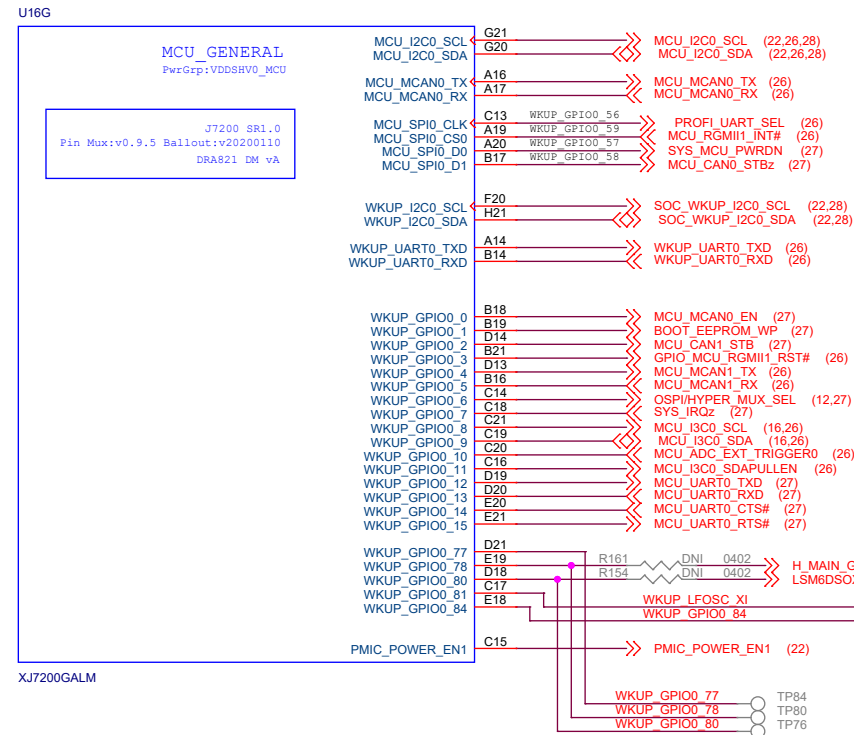 U16G
MCU_GENERAL
PwrGrp:VDDSHV0_MCU
J7200 SR1.0
Pin Mux:v0.9.5 Ballout:v20200110
DRA821 DM vA
MCU_I2C0_SCL G21 MCU_I2C0_SCL (22,26,28)
MCU_I2C0_SDA G20 MCU_I2C0_SDA (22,26,28)
MCU_MCAN0_TX A16 MCU_MCAN0_TX (26)
MCU_MCAN0_RX A17 MCU_MCAN0_RX (26)
MCU_SPI0_CLK C13 WKUP_GPIO0_56 PROFI_UART_SEL (26)
MCU_SPI0_CS0 A19 WKUP_GPIO0_59 MCU_RGMII1_INT# (26)
MCU_SPI0_D0 A20 WKUP_GPIO0_57 SYS_MCU_PWRDN (27)
MCU_SPI0_D1 B17 WKUP_GPIO0_58 MCU_CAN0_STBz (27)
WKUP_I2C0_SCL F20 SOC_WKUP_I2C0_SCL (22,28)
WKUP_I2C0_SDA H21 SOC_WKUP_I2C0_SDA (22,28)
WKUP_UART0_TXD A14 WKUP_UART0_TXD (26)
WKUP_UART0_RXD B14 WKUP_UART0_RXD (26)
WKUP_GPIO0_0 B18 MCU_MCAN0_EN (27)
WKUP_GPIO0_1 B19 BOOT_EEPROM_WP (27)
WKUP_GPIO0_2 D14 MCU_CAN1_STB (27)
WKUP_GPIO0_3 B21 GPIO_MCU_RGMII1_RST# (26)
WKUP_GPIO0_4 D13 MCU_MCAN1_TX (26)
WKUP_GPIO0_5 B16 MCU_MCAN1_RX (26)
WKUP_GPIO0_6 C14 OSPI/HYPER_MUX_SEL (12,27)
WKUP_GPIO0_7 C18 SYS_IRQz (27)
WKUP_GPIO0_8 C21 MCU_I3C0_SCL (16,26)
WKUP_GPIO0_9 C19 MCU_I3C0_SDA (16,26)
WKUP_GPIO0_10 C20 MCU_ADC_EXT_TRIGGER0 (26)
WKUP_GPIO0_11 C16 MCU_I3C0_SDAPULLEN (26)
WKUP_GPIO0_12 D19 MCU_UART0_TXD (27)
WKUP_GPIO0_13 D20 MCU_UART0_RXD (27)
WKUP_GPIO0_14 E20 MCU_UART0_CTS# (27)
WKUP_GPIO0_15 E21 MCU_UART0_RTS# (27)
WKUP_GPIO0_77 D21
WKUP_GPIO0_78 E19 R161 DNI 0402
WKUP_GPIO0_80 D18 R154 DNI 0402
WKUP_GPIO0_81 C17 WKUP_LFOSC_XI
WKUP_GPIO0_84 E18 WKUP_GPIO0_84
PMIC_POWER_EN1 C15 PMIC_POWER_EN1 (22)
XJ7200GALM
WKUP_GPIO0_77 TP84
WKUP_GPIO0_78 TP80
WKUP_GPIO0_80 TP76